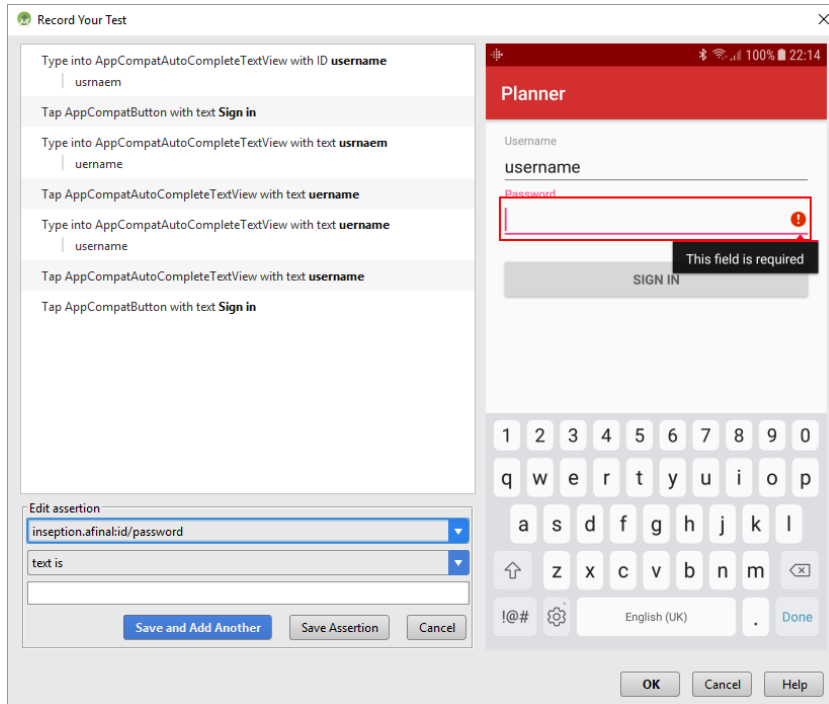 Record Your Test
Type into AppCompatAutoCompleteTextView with ID username
usrnaem
Tap AppCompatButton with text Sign in
Type into AppCompatAutoCompleteTextView with text usrnaem
uername
Tap AppCompatAutoCompleteTextView with text uername
Type into AppCompatAutoCompleteTextView with text uername
username
Tap AppCompatAutoCompleteTextView with text username
Tap AppCompatButton with text Sign in
Edit assertion
inseption.afinal:id/password
text is
Save and Add Another Save Assertion Cancel
100% 22:14
Planner
Username
username
Password
This field is required
SIGN IN
1 2 3 4 5 6 7 8 9 0
q w e r t y u i o p
a s d f g h j k l
z x c v b n m
!@# English (UK) . Done
OK Cancel Help